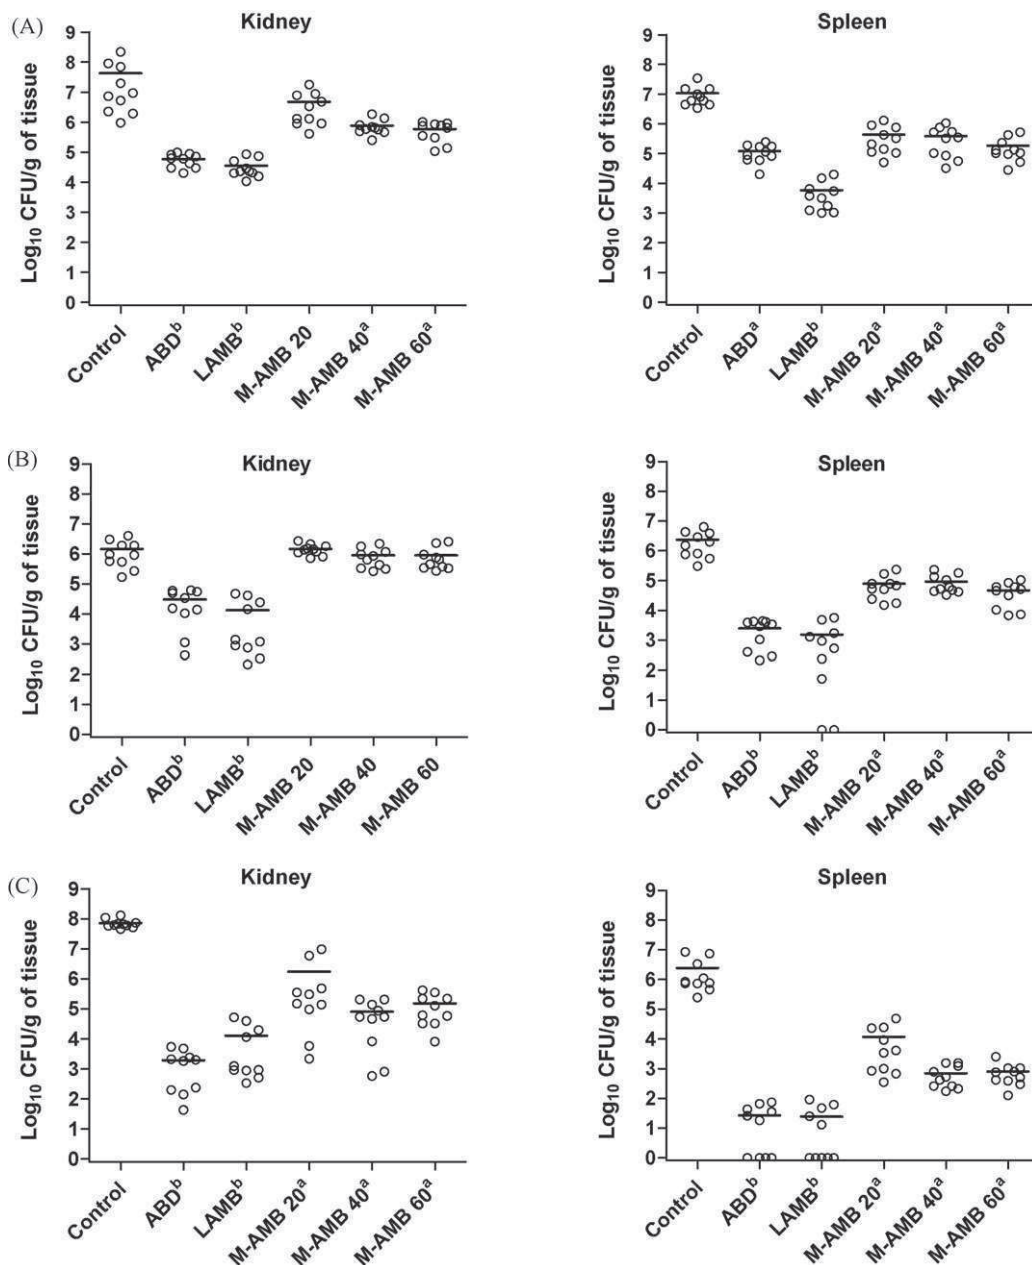 (A)
Kidney
Log₁₀ CFU/g of tissue
9
8
7
6
5
4
3
2
1
0
Control
ABDᵇ
LAMBᵇ
M-AMB 20
M-AMB 40ᵃ
M-AMB 60ᵃ
Spleen
Log₁₀ CFU/g of tissue
9
8
7
6
5
4
3
2
1
0
Control
ABDᵃ
LAMBᵇ
M-AMB 20ᵃ
M-AMB 40ᵃ
M-AMB 60ᵃ
(B)
Kidney
Log₁₀ CFU/g of tissue
9
8
7
6
5
4
3
2
1
0
Control
ABDᵇ
LAMBᵇ
M-AMB 20
M-AMB 40
M-AMB 60
Spleen
Log₁₀ CFU/g of tissue
9
8
7
6
5
4
3
2
1
0
Control
ABDᵇ
LAMBᵇ
M-AMB 20ᵃ
M-AMB 40ᵃ
M-AMB 60ᵃ
(C)
Kidney
Log₁₀ CFU/g of tissue
9
8
7
6
5
4
3
2
1
0
Control
ABDᵇ
LAMBᵇ
M-AMB 20ᵃ
M-AMB 40ᵃ
M-AMB 60ᵃ
Spleen
Log₁₀ CFU/g of tissue
9
8
7
6
5
4
3
2
1
0
Control
ABDᵇ
LAMBᵇ
M-AMB 20ᵃ
M-AMB 40ᵃ
M-AMB 60ᵃ